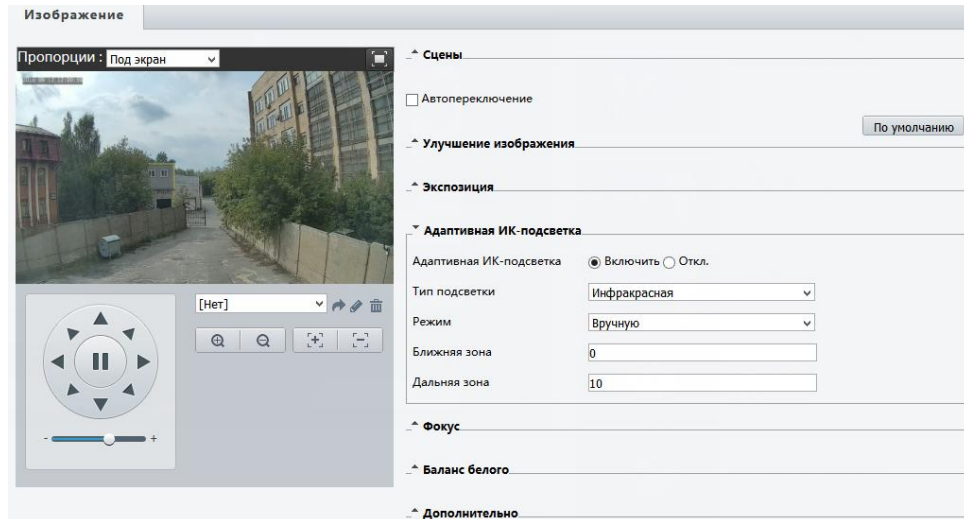 Изображение
Пропорции : Под экран
[Нет]
- +
Сцены
Автопереключение
По умолчанию
Улучшение изображения
Экспозиция
Адаптивная ИК-подсветка
Адаптивная ИК-подсветка Включить Откл.
Тип подсветки Инфракрасная
Режим Вручную
Ближняя зона 0
Дальняя зона 10
Фокус
Баланс белого
Дополнительно